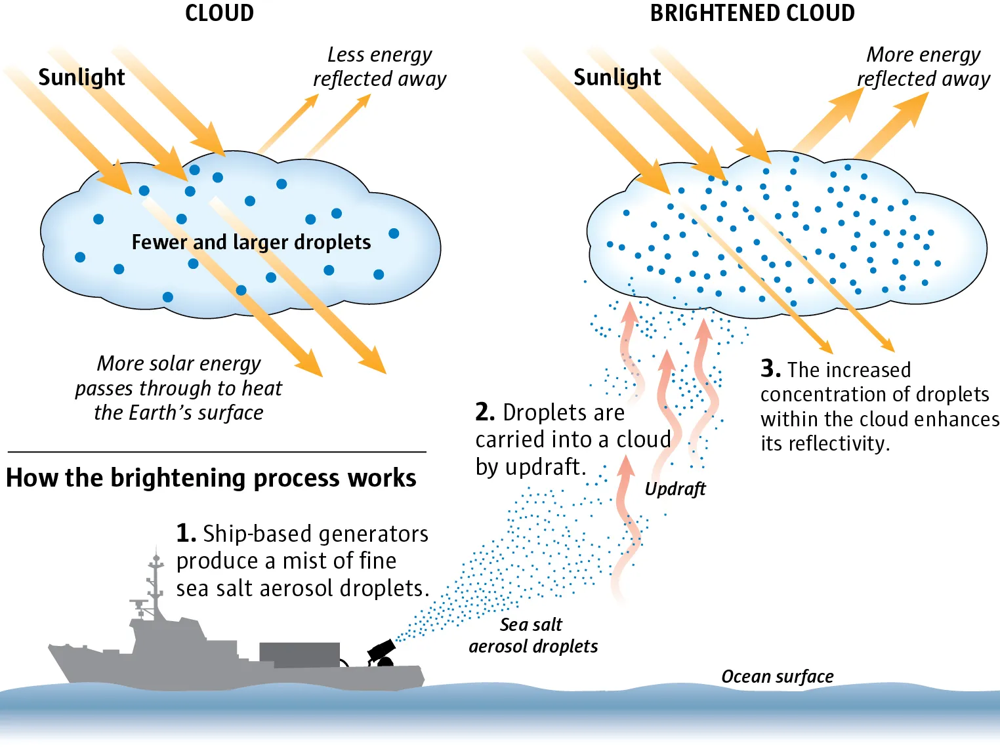 CLOUD
Sunlight
Less energy
reflected away
Fewer and larger droplets
More solar energy
passes through to heat
the Earth's surface
BRIGHTENED CLOUD
Sunlight
More energy
reflected away
How the brightening process works
1. Ship-based generators
produce a mist of fine
sea salt aerosol droplets.
Sea salt
aerosol droplets
2. Droplets are
carried into a cloud
by updraft.
Updraft
3. The increased
concentration of droplets
within the cloud enhances
its reflectivity.
Ocean surface